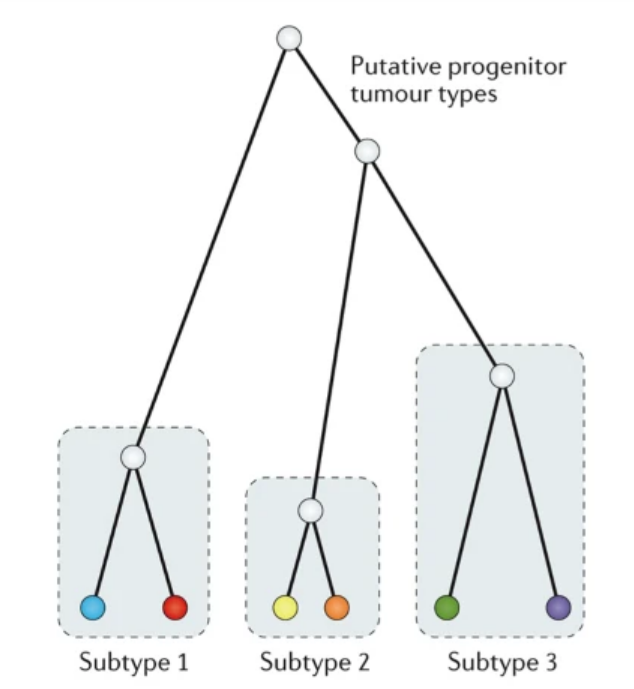 Putative progenitor
tumour types
Subtype 1
Subtype 2
Subtype 3